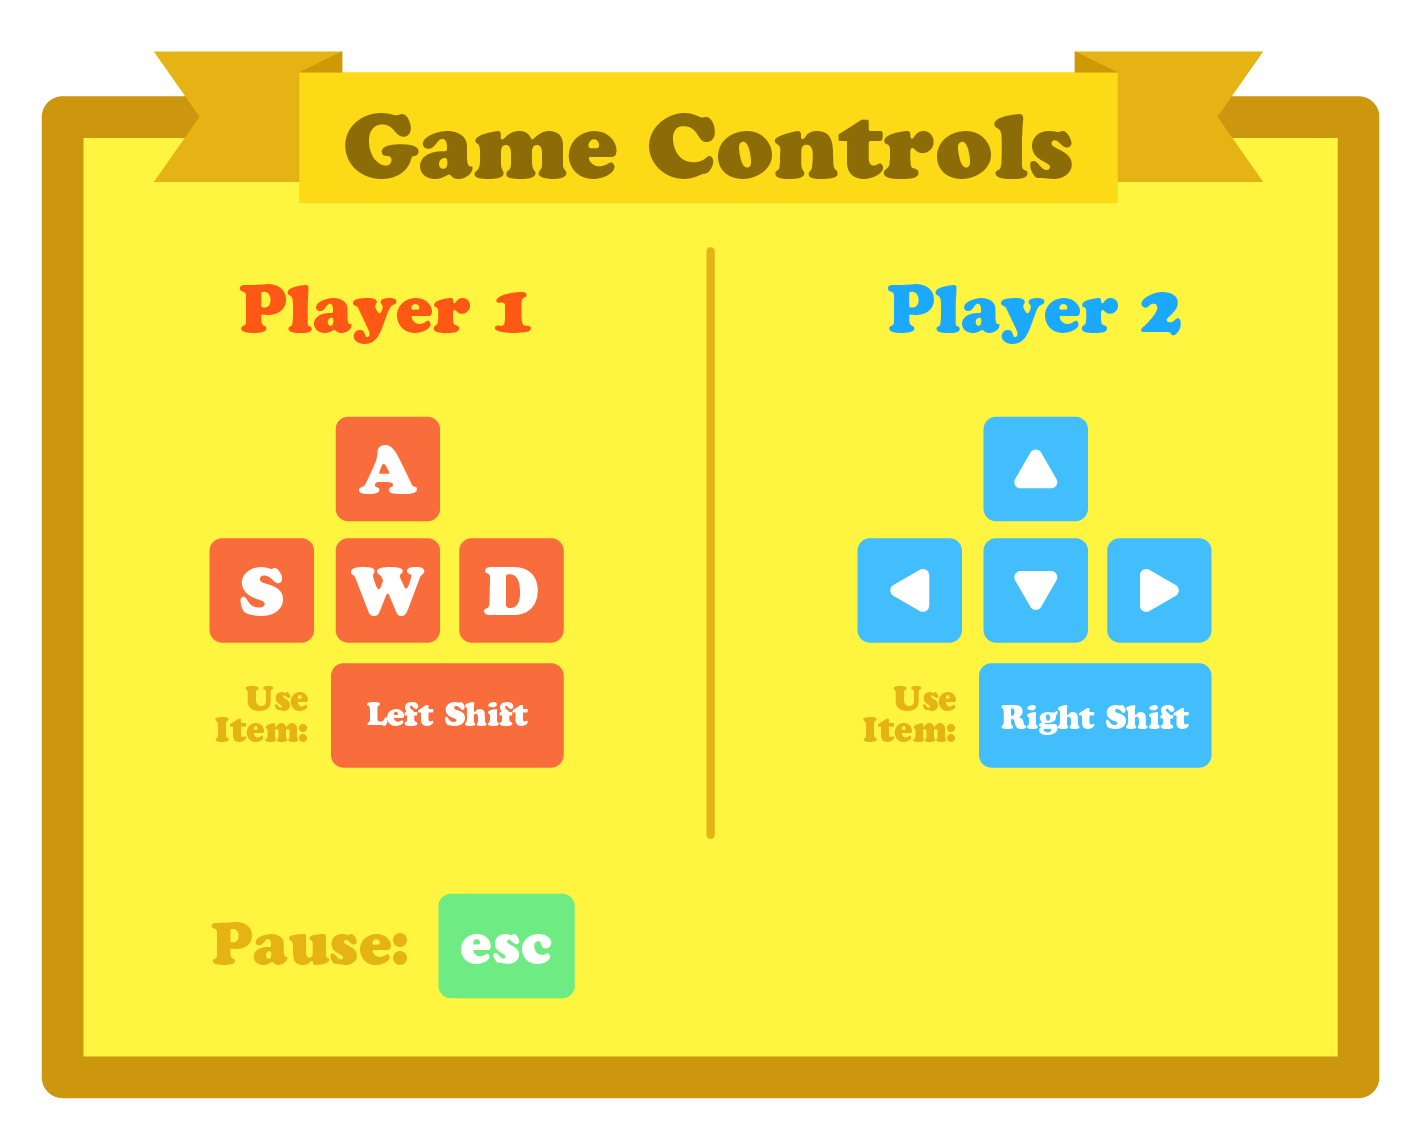 Game Controls
Player 1
A
S W D
Use
Item:
Left Shift
Player 2
Use
Item:
Right Shift
Pause:
esc